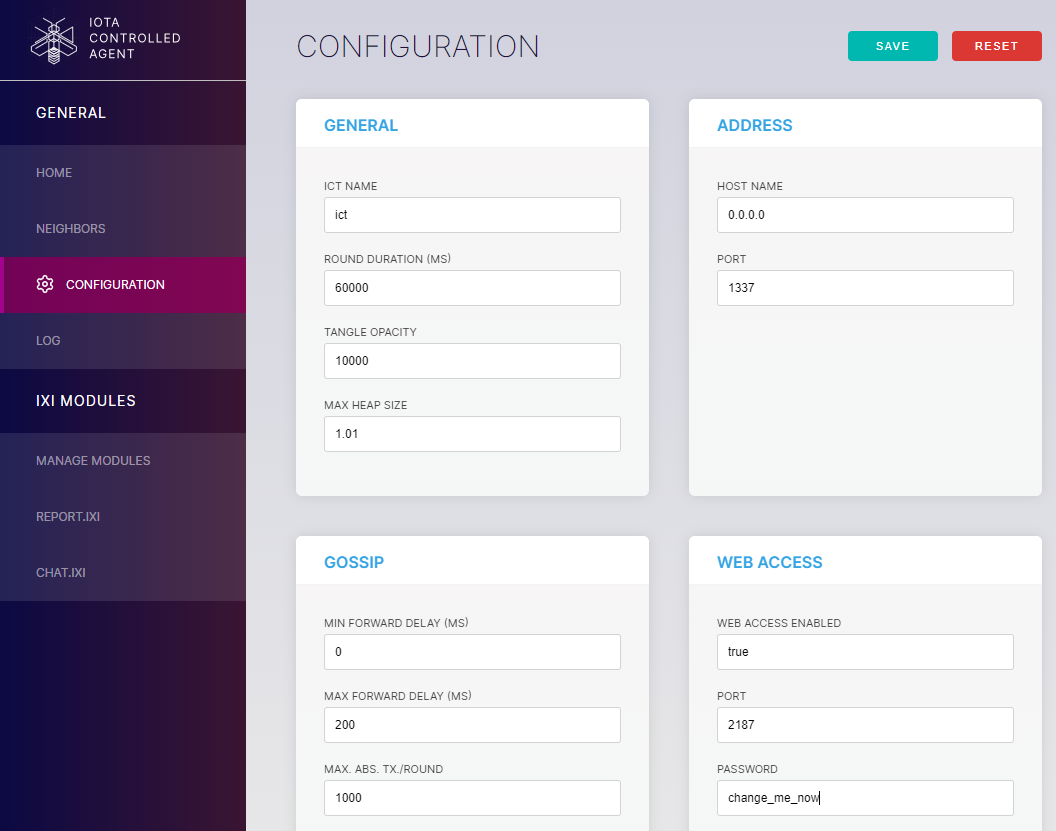 IOTA
CONTROLLED
AGENT
GENERAL
HOME
NEIGHBORS
CONFIGURATION
LOG
IXI MODULES
MANAGE MODULES
REPORT.IXI
CHAT.IXI
CONFIGURATION
SAVE
RESET
GENERAL
ICT NAME
ict
ROUND DURATION (MS)
60000
TANGLE OPACITY
10000
MAX HEAP SIZE
1.01
ADDRESS
HOST NAME
0.0.0.0
PORT
1337
GOSSIP
MIN FORWARD DELAY (MS)
0
MAX FORWARD DELAY (MS)
200
MAX. ABS. TX./ROUND
1000
WEB ACCESS
WEB ACCESS ENABLED
true
PORT
2187
PASSWORD
change_me_now